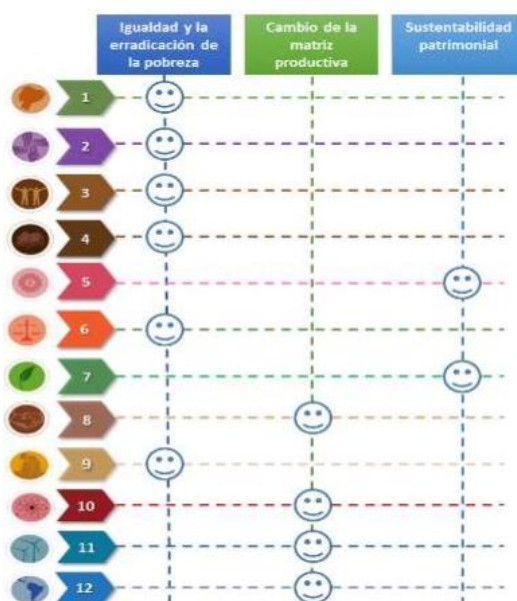 Igualdad y la
erradicación de
la pobreza
Cambio de la
matriz
productiva
Sustentabilidad
patrimonial
1
2
3
4
5
6
7
8
9
10
11
12